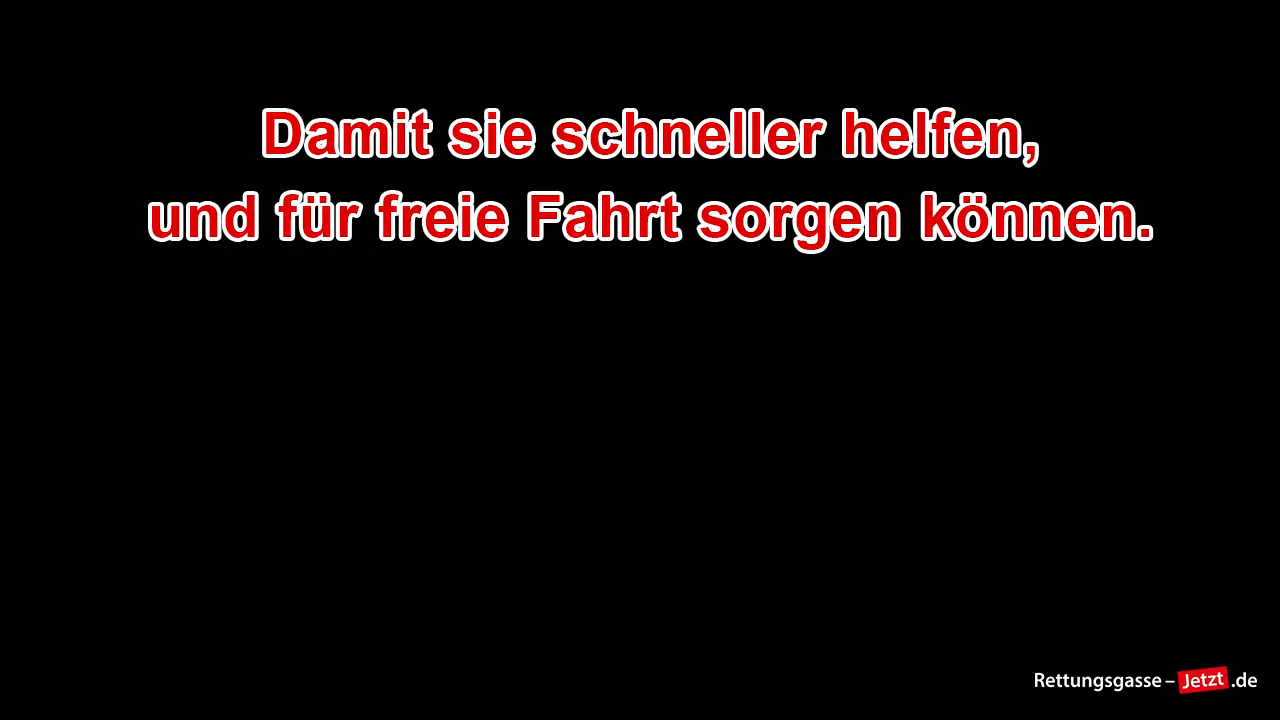 Damit sie schneller helfen,
und für freie Fahrt sorgen können.
Rettungsgasse – Jetzt .de